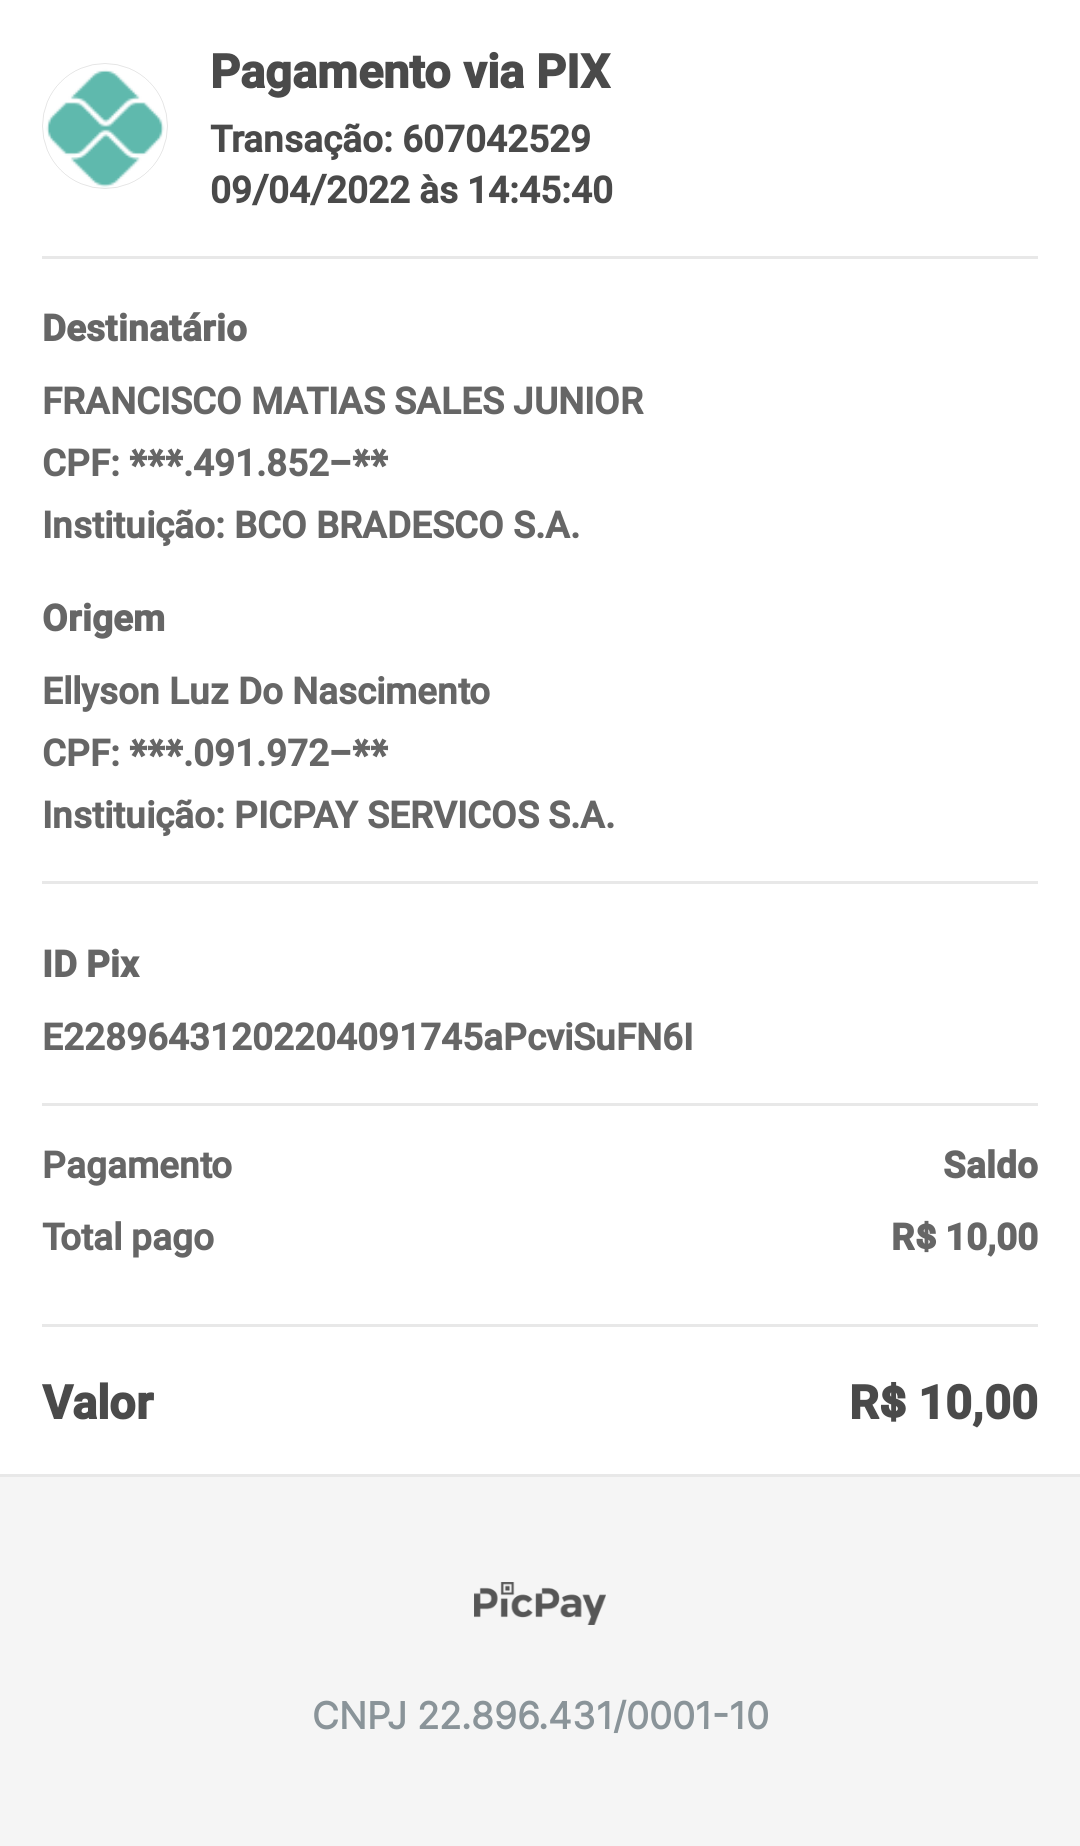 Pagamento via PIX
Transação: 607042529
09/04/2022 às 14:45:40
Destinatário
FRANCISCO MATIAS SALES JUNIOR
CPF: ***.491.852–**
Instituição: BCO BRADESCO S.A.
Origem
Ellyson Luz Do Nascimento
CPF: ***.091.972–**
Instituição: PICPAY SERVICOS S.A.
ID Pix
E22896431202204091745aPcviSuFN6I
Pagamento Saldo
Total pago R$ 10,00
Valor R$ 10,00
PicPay
CNPJ 22.896.431/0001-10